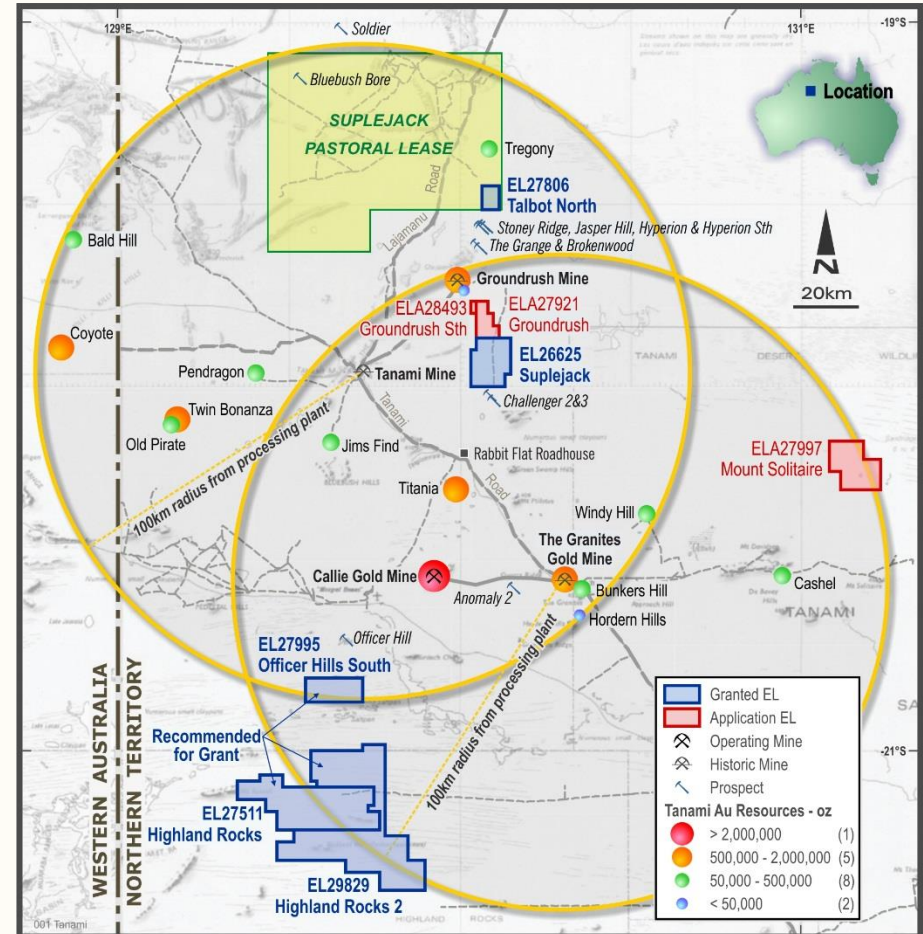 129°E
131°E
-19°S
Soldier
Bluebush Bore
SUPLEJACK
PASTORAL LEASE
Location
Tregony
Road
Lajamanu
EL27806
Talbot North
Stoney Ridge, Jasper Hill, Hyperion & Hyperion Sth
The Grange & Brokenwood
Bald Hill
N
20km
Groundrush Mine
ELA28493
Groundrush Sth
ELA27921
Groundrush
Coyote
TANAMI
DESER
WILDL
EL26625
Suplejack
Pendragon
Tanami Mine
Challenger 2&3
Twin Bonanza
Old Pirate
Tanami
Jims Find
Rabbit Flat Roadhouse
ELA27997
Mount Solitaire
100km radius from processing plant
Titania
Road
Windy Hill
The Granites
Gold Mine
Callie Gold Mine
Anomaly 2
Bunkers Hill
Cashel
TANAMI
Hordern Hills
Officer Hill
EL27995
Officer Hills South
Recommended
for Grant
100km radius from processing plant
WESTERN AUSTRALIA
NORTHERN TERRITORY
EL27511
Highland Rocks
EL29829
Highland Rocks 2
Granted EL
Application EL
Operating Mine
Historic Mine
Prospect
Tanami Au Resources - oz
> 2,000,000 (1)
500,000 - 2,000,000 (5)
50,000 - 500,000 (8)
< 50,000 (2)
-21°S
HIGHLAND ROCKS
001 Tanami